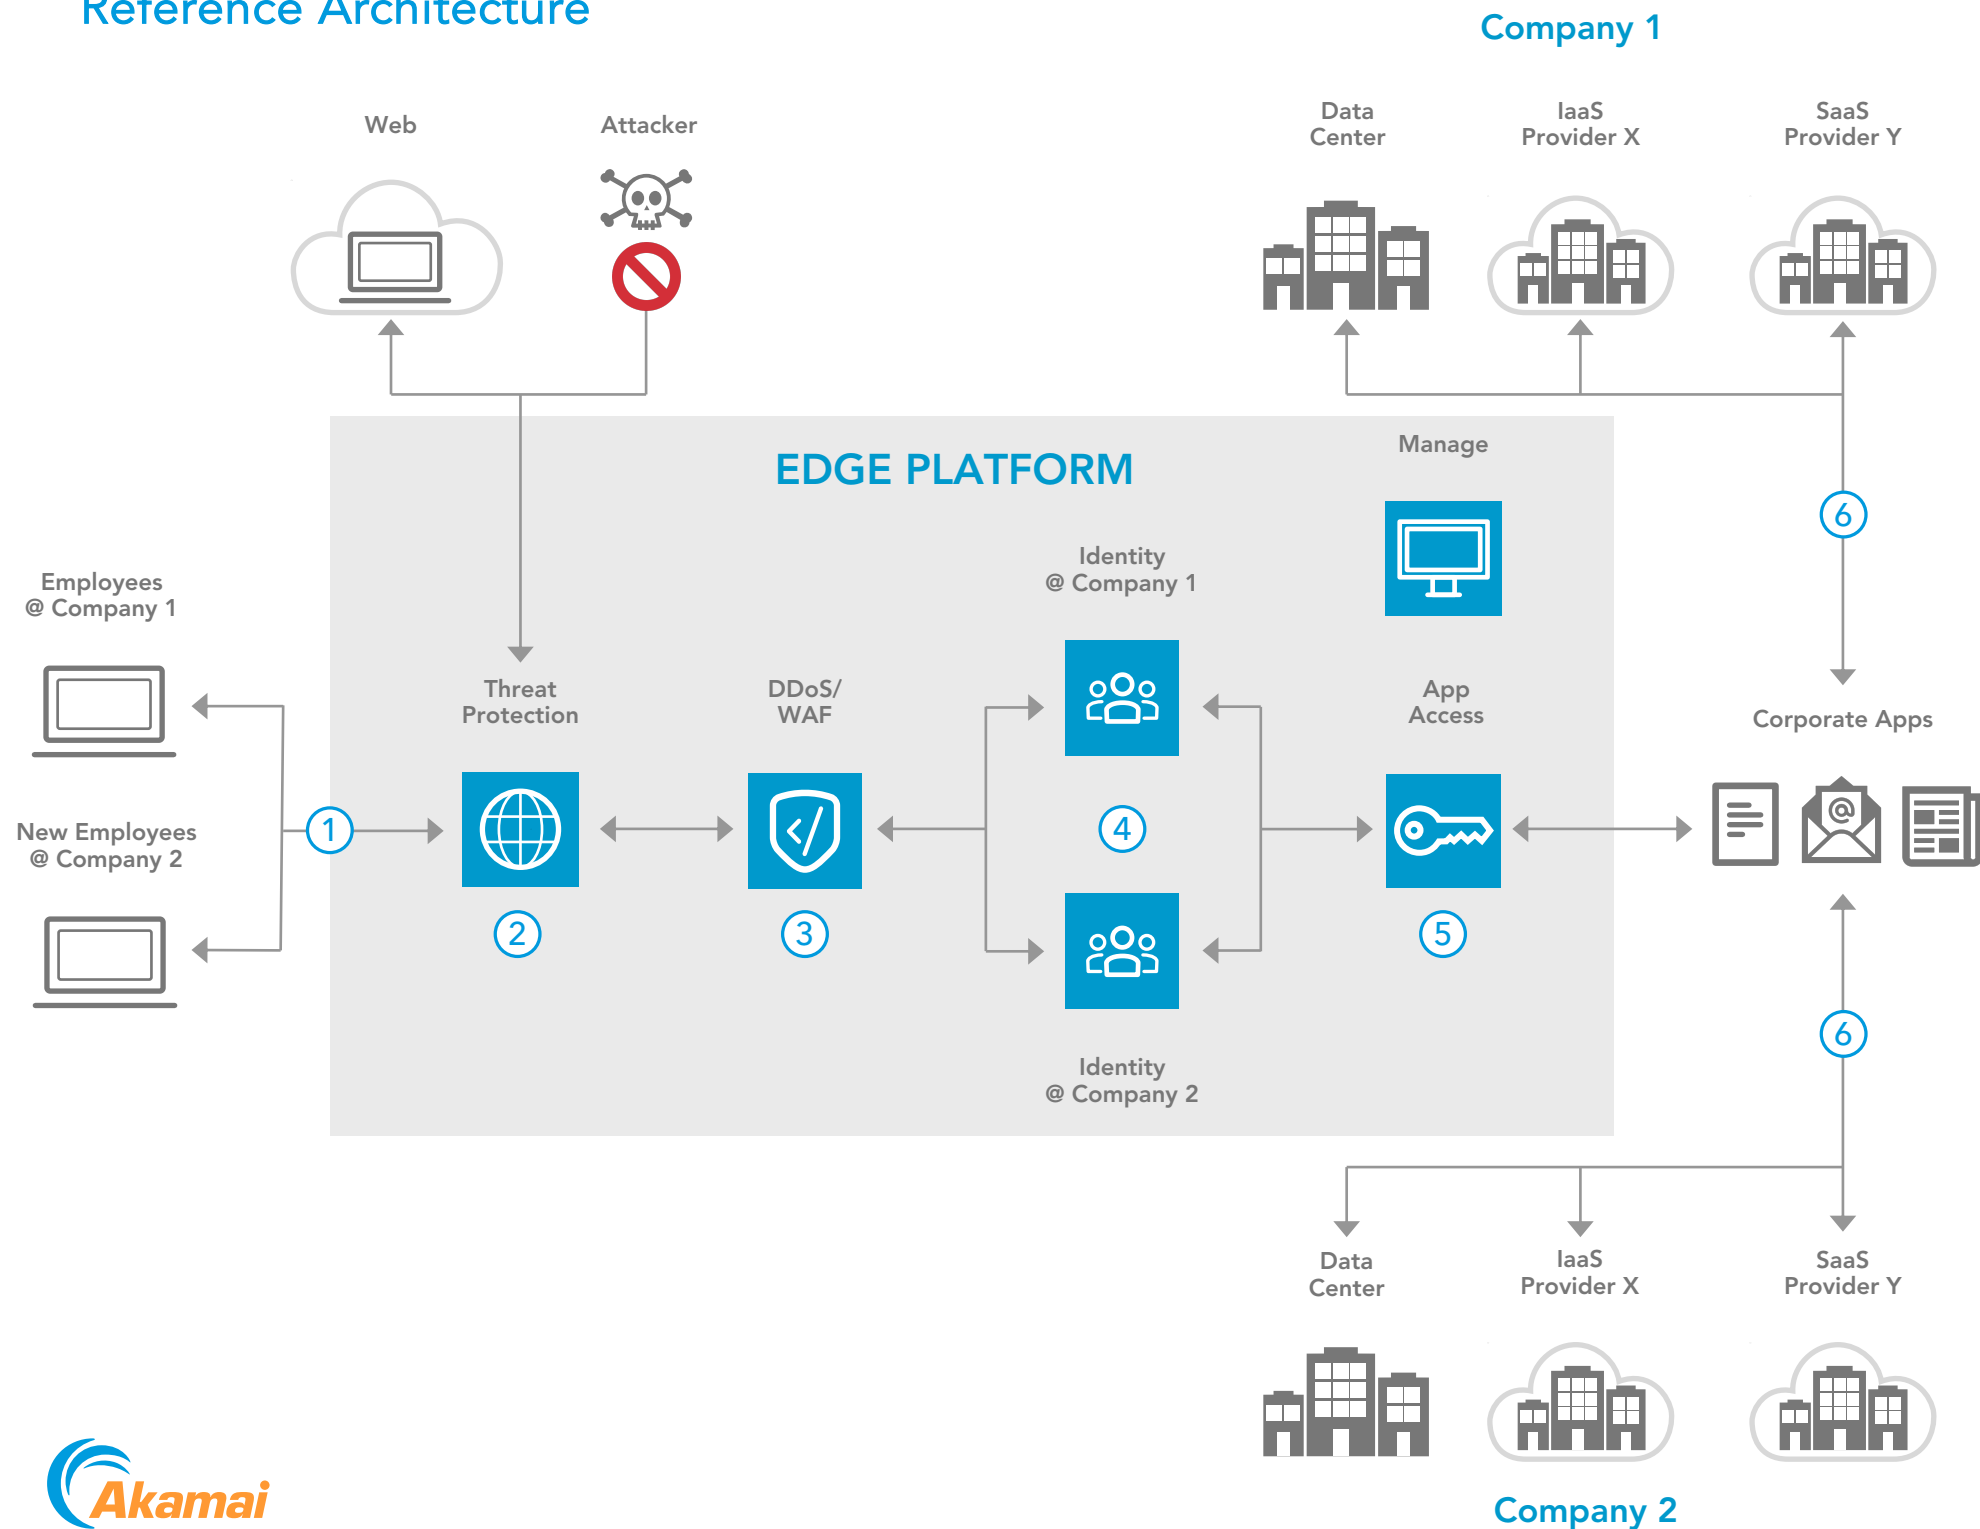 Reference Architecture
Company 1
Web
Attacker
Data
Center
IaaS
Provider X
SaaS
Provider Y
EDGE PLATFORM
Manage
6
Identity
@ Company 1
Employees
@ Company 1
Threat
Protection
DDoS/
WAF
App
Access
Corporate Apps
New Employees
@ Company 2
1
4
@
2
3
5
6
Identity
@ Company 2
Data
Center
IaaS
Provider X
SaaS
Provider Y
Akamai
Company 2